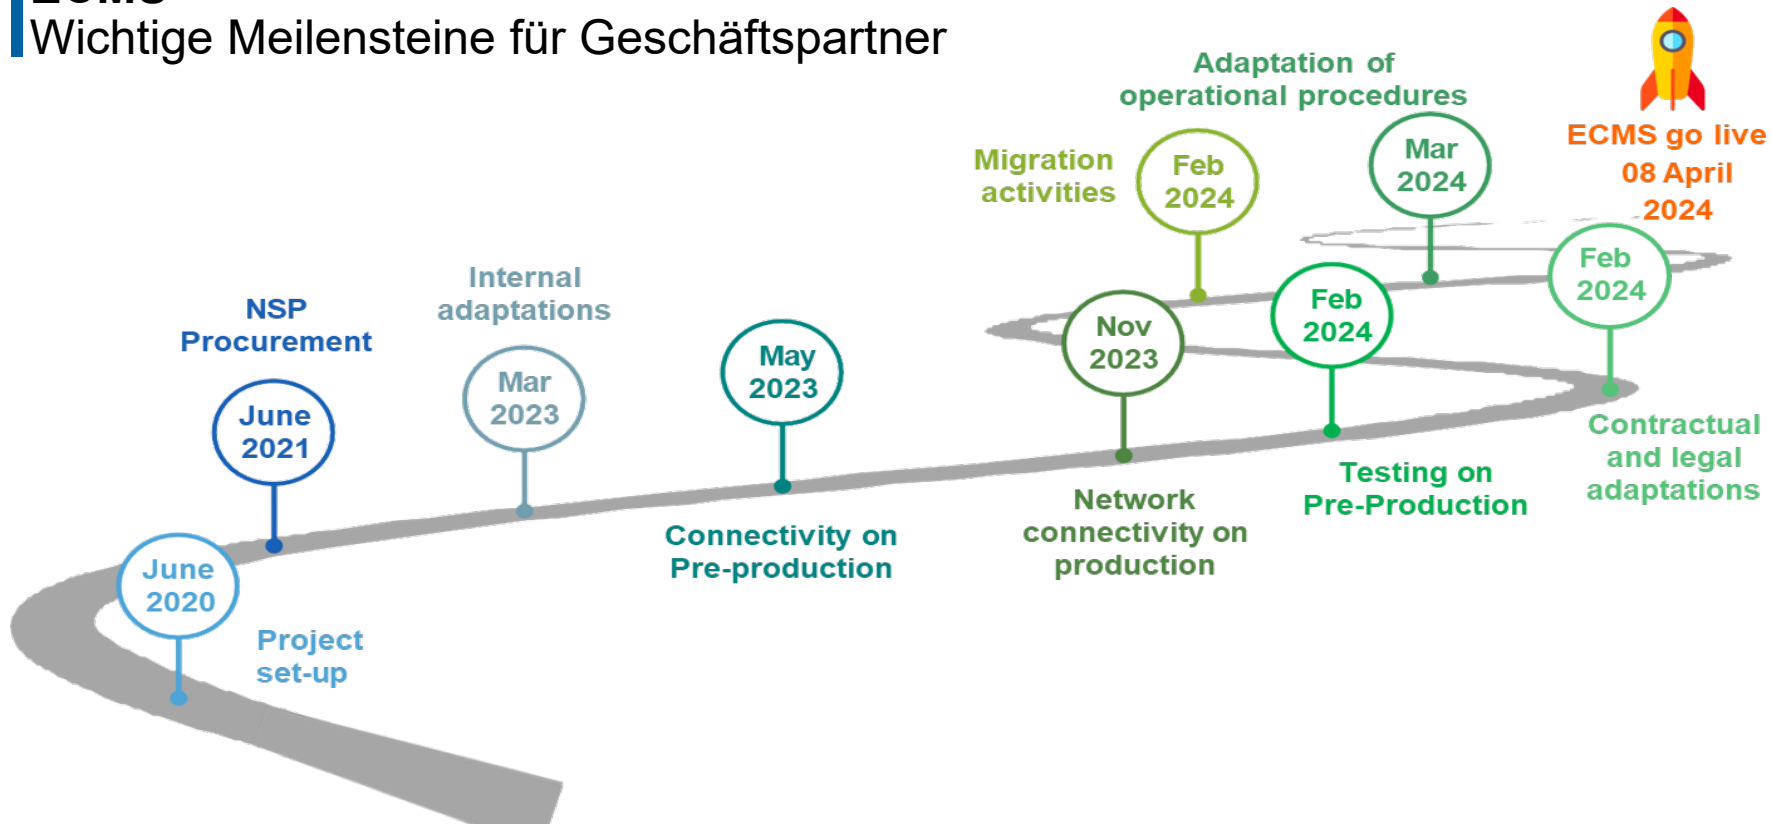 ECMS
Wichtige Meilensteine für Geschäftspartner
June
2020
Project
set-up
NSP
Procurement
June
2021
Internal
adaptations
Mar
2023
May
2023
Connectivity on
Pre-production
Nov
2023
Network
connectivity on
production
Feb
2024
Testing on
Pre-Production
Feb
2024
Contractual
and legal
adaptations
Migration
activities
Feb
2024
Adaptation of
operational procedures
Mar
2024
ECMS go live
08 April
2024